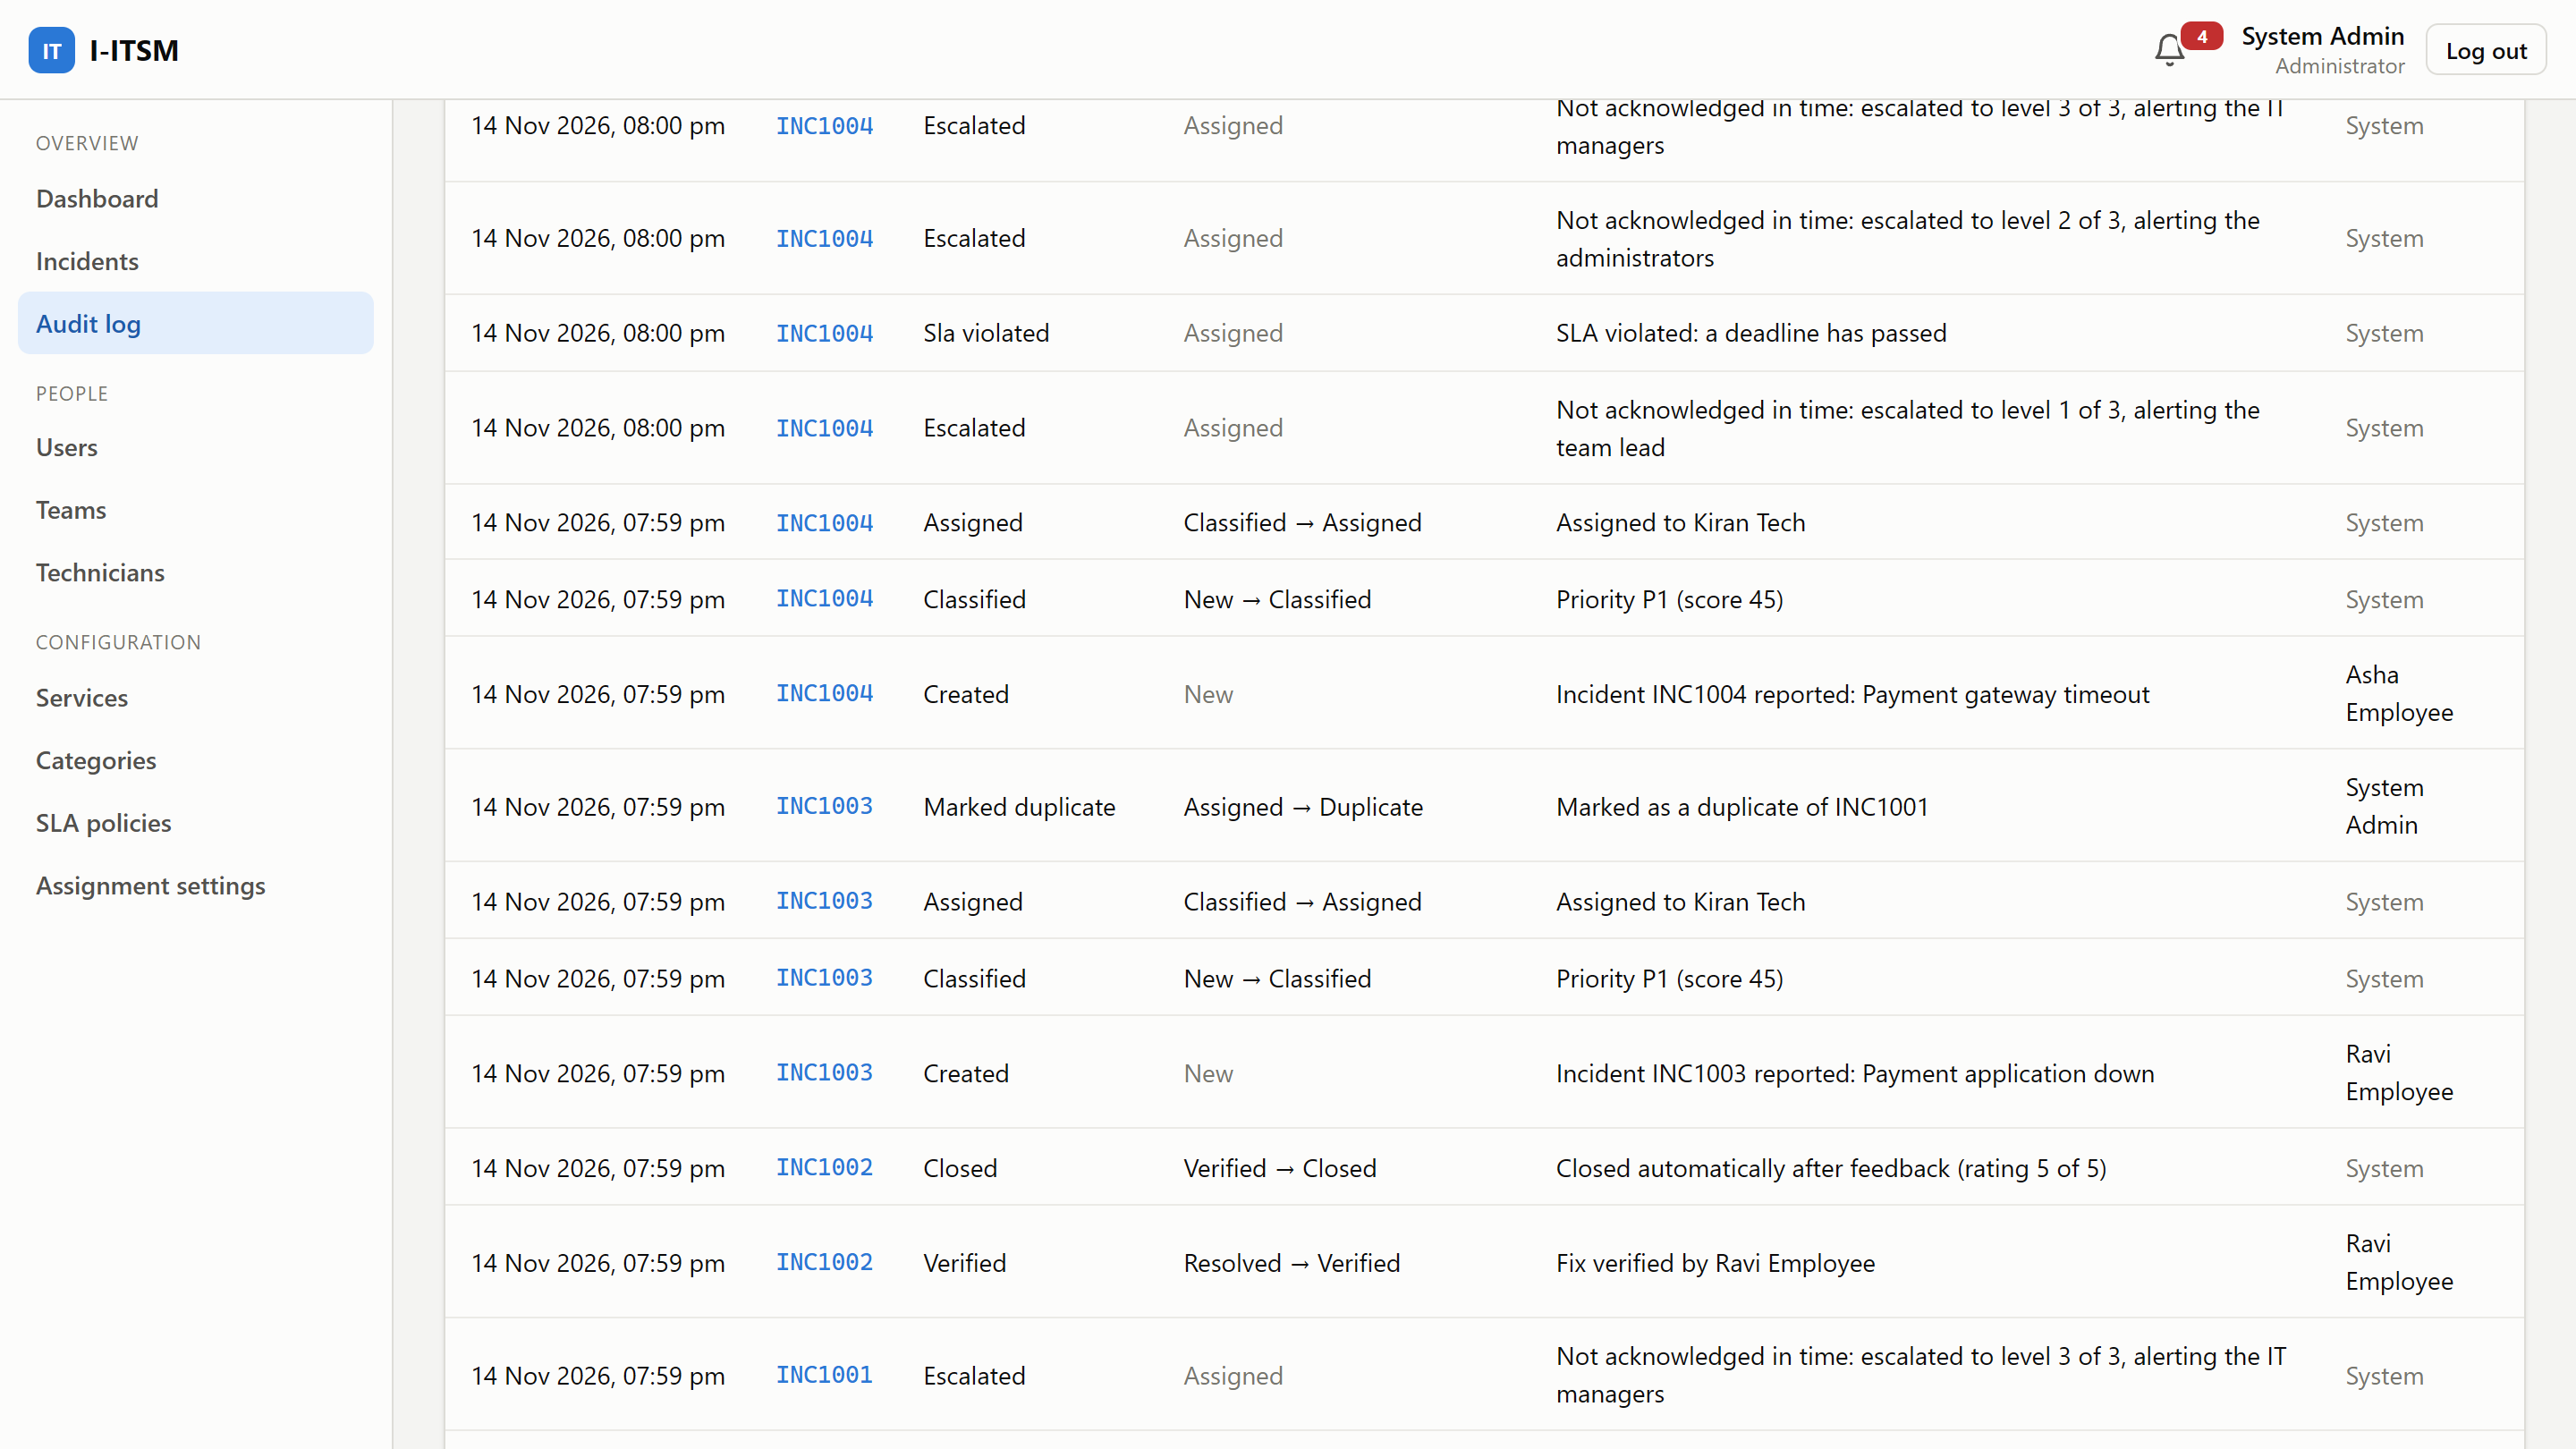 IT I-ITSM
4
System Admin
Administrator
Log out
OVERVIEW
Dashboard
Incidents
Audit log
PEOPLE
Users
Teams
Technicians
CONFIGURATION
Services
Categories
SLA policies
Assignment settings
14 Nov 2026, 08:00 pm INC1004 Escalated Assigned Not acknowledged in time: escalated to level 3 of 3, alerting the IT
managers System
14 Nov 2026, 08:00 pm INC1004 Escalated Assigned Not acknowledged in time: escalated to level 2 of 3, alerting the
administrators System
14 Nov 2026, 08:00 pm INC1004 Sla violated Assigned SLA violated: a deadline has passed System
14 Nov 2026, 08:00 pm INC1004 Escalated Assigned Not acknowledged in time: escalated to level 1 of 3, alerting the
team lead System
14 Nov 2026, 07:59 pm INC1004 Assigned Classified → Assigned Assigned to Kiran Tech System
14 Nov 2026, 07:59 pm INC1004 Classified New → Classified Priority P1 (score 45) System
14 Nov 2026, 07:59 pm INC1004 Created New Incident INC1004 reported: Payment gateway timeout Asha
Employee
14 Nov 2026, 07:59 pm INC1003 Marked duplicate Assigned → Duplicate Marked as a duplicate of INC1001 System
Admin
14 Nov 2026, 07:59 pm INC1003 Assigned Classified → Assigned Assigned to Kiran Tech System
14 Nov 2026, 07:59 pm INC1003 Classified New → Classified Priority P1 (score 45) System
14 Nov 2026, 07:59 pm INC1003 Created New Incident INC1003 reported: Payment application down Ravi
Employee
14 Nov 2026, 07:59 pm INC1002 Closed Verified → Closed Closed automatically after feedback (rating 5 of 5) System
14 Nov 2026, 07:59 pm INC1002 Verified Resolved → Verified Fix verified by Ravi Employee Ravi
Employee
14 Nov 2026, 07:59 pm INC1001 Escalated Assigned Not acknowledged in time: escalated to level 3 of 3, alerting the IT
managers System